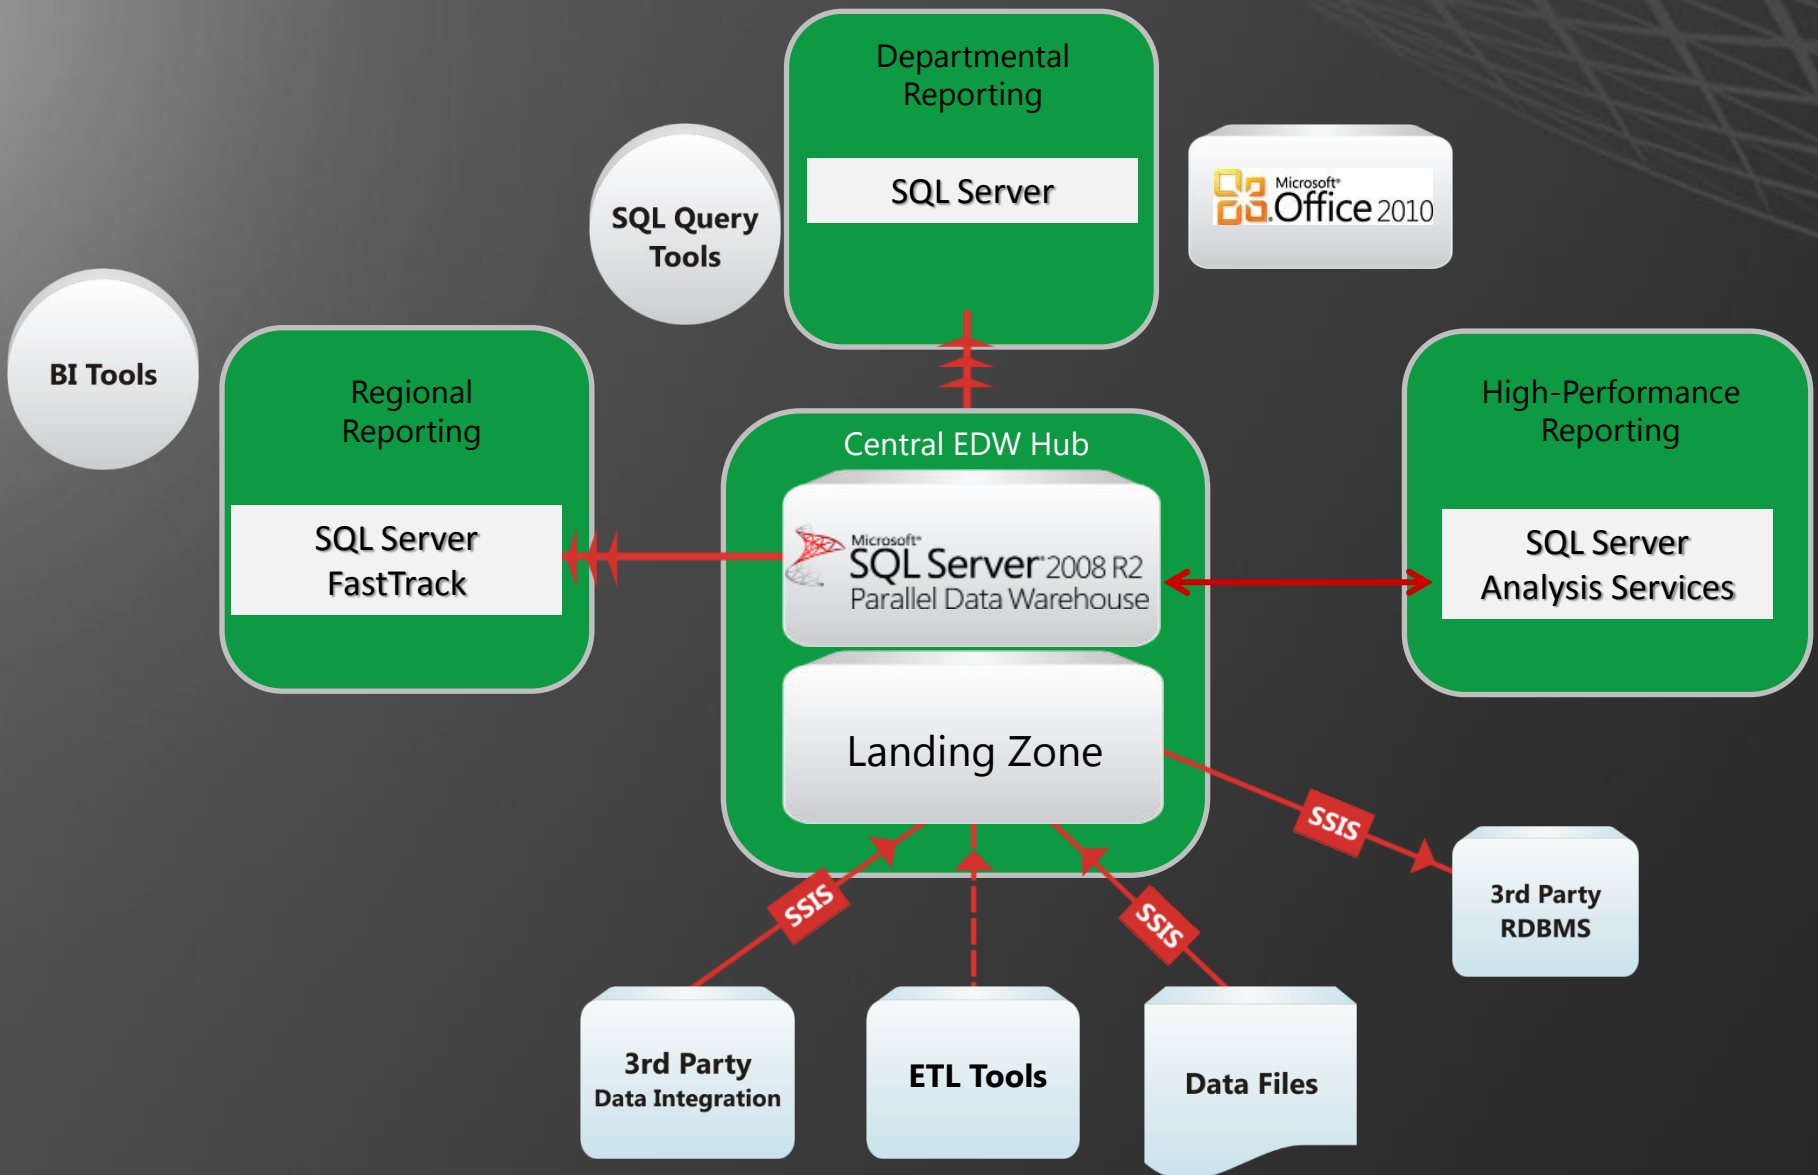 Departmental
Reporting
SQL Server
SQL Query
Tools
Microsoft®
Office 2010
BI Tools
Regional
Reporting
SQL Server
FastTrack
Central EDW Hub
Microsoft®
SQL Server® 2008 R2
Parallel Data Warehouse
High-Performance
Reporting
SQL Server
Analysis Services
Landing Zone
SSIS
SSIS
SSIS
3rd Party
RDBMS
3rd Party
Data Integration
ETL Tools
Data Files